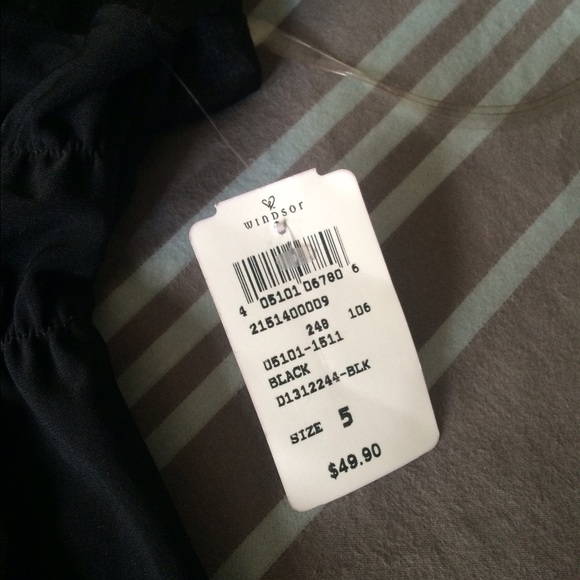 WINDSOR
4 05101 06780 6
2151400009
249 106
U5101-1511
BLACK
D1312244-BLK
SIZE 5
$49.90